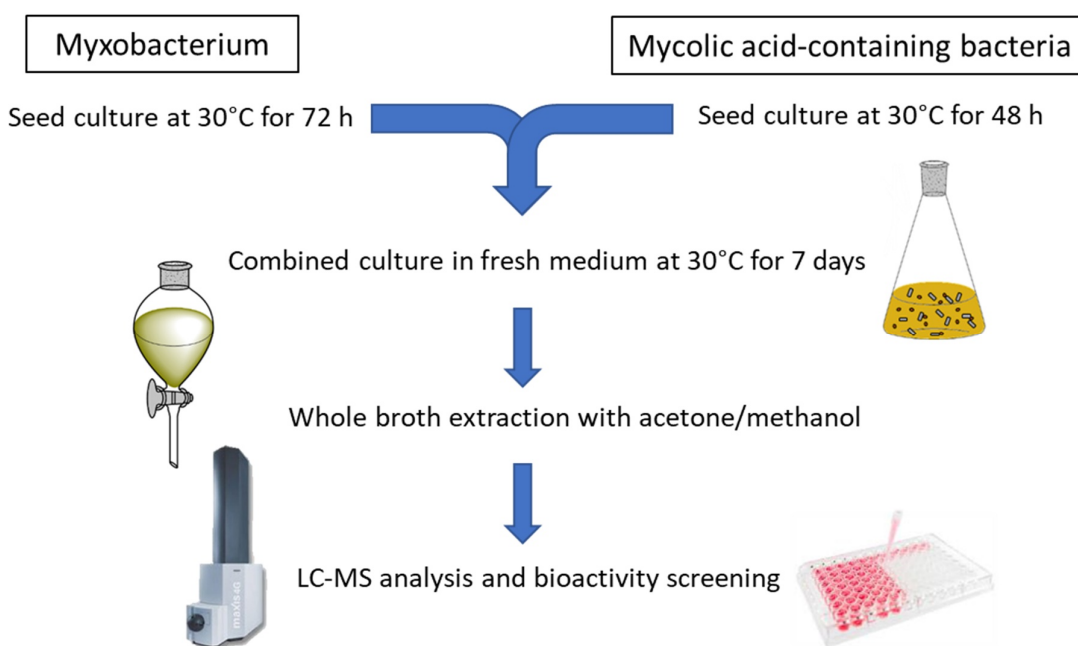 Myxobacterium
Mycolic acid-containing bacteria
Seed culture at 30°C for 72 h
Seed culture at 30°C for 48 h
Combined culture in fresh medium at 30°C for 7 days
Whole broth extraction with acetone/methanol
LC-MS analysis and bioactivity screening
maXis 4G